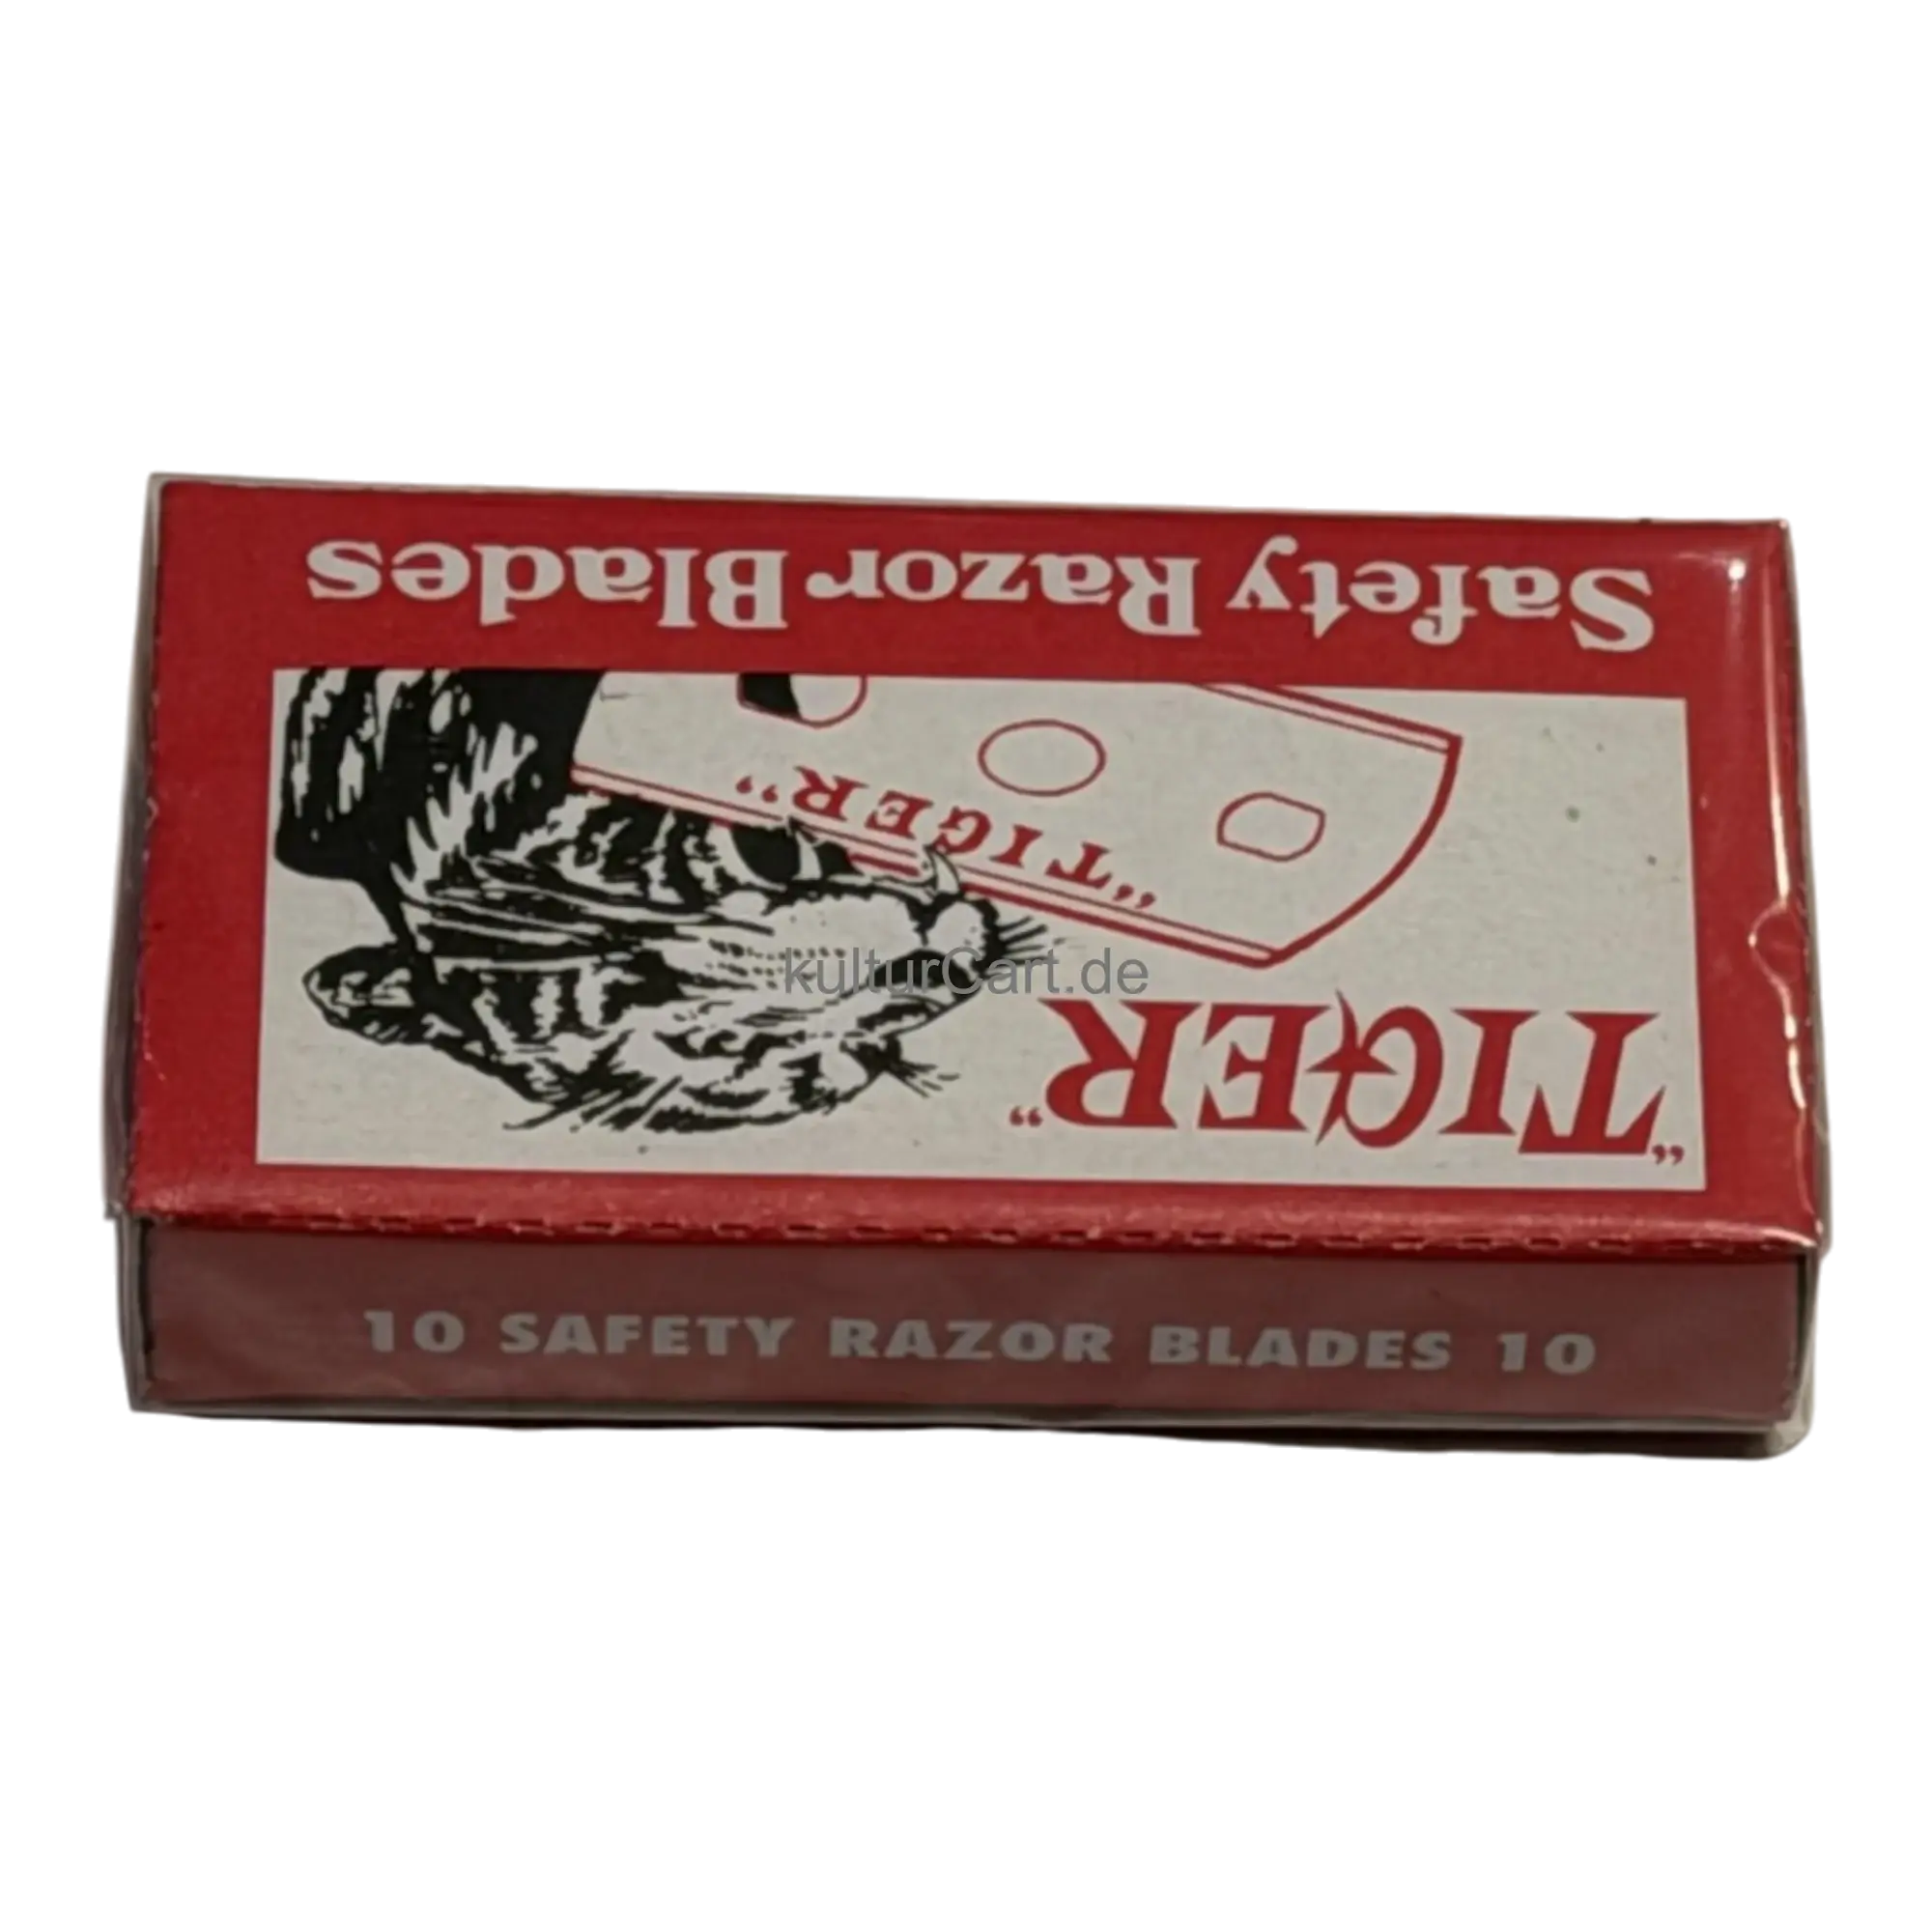 Safety Razor Blades
"TIGER"
kulturCart.de
"TIGER"
10 SAFETY RAZOR BLADES 10